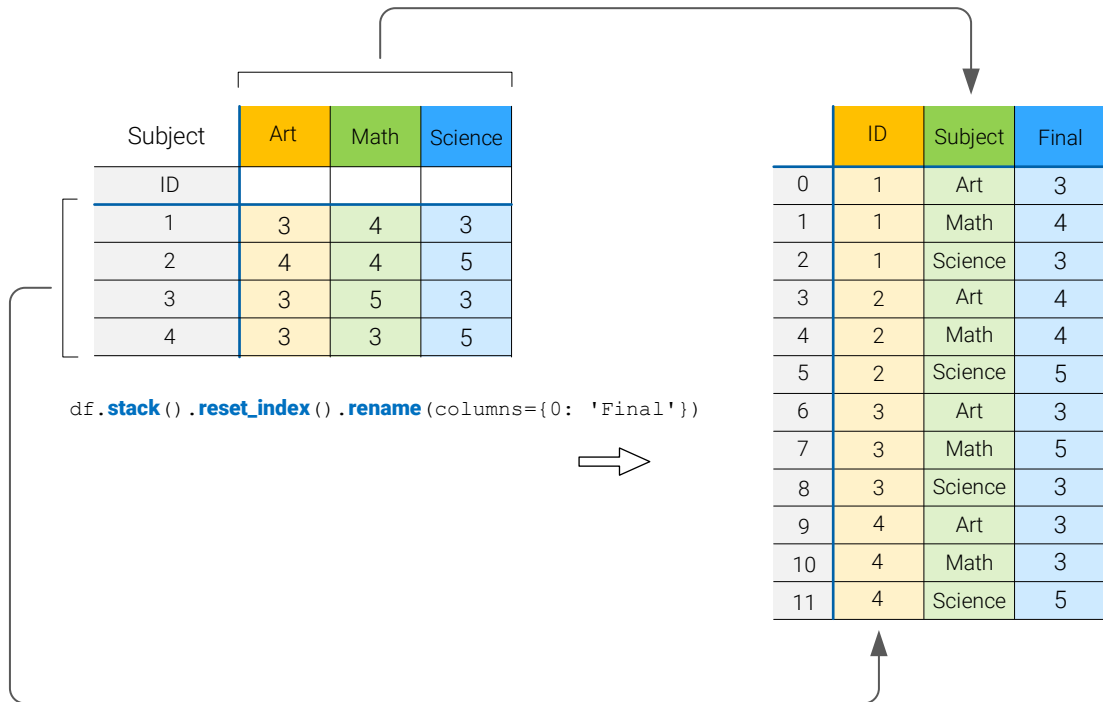 Subject Art Math Science
ID
1 3 4 3
2 4 4 5
3 3 5 3
4 3 3 5
df.stack().reset_index().rename(columns={0: 'Final'})
ID Subject Final
0 1 Art 3
1 1 Math 4
2 1 Science 3
3 2 Art 4
4 2 Math 4
5 2 Science 5
6 3 Art 3
7 3 Math 5
8 3 Science 3
9 4 Art 3
10 4 Math 3
11 4 Science 5